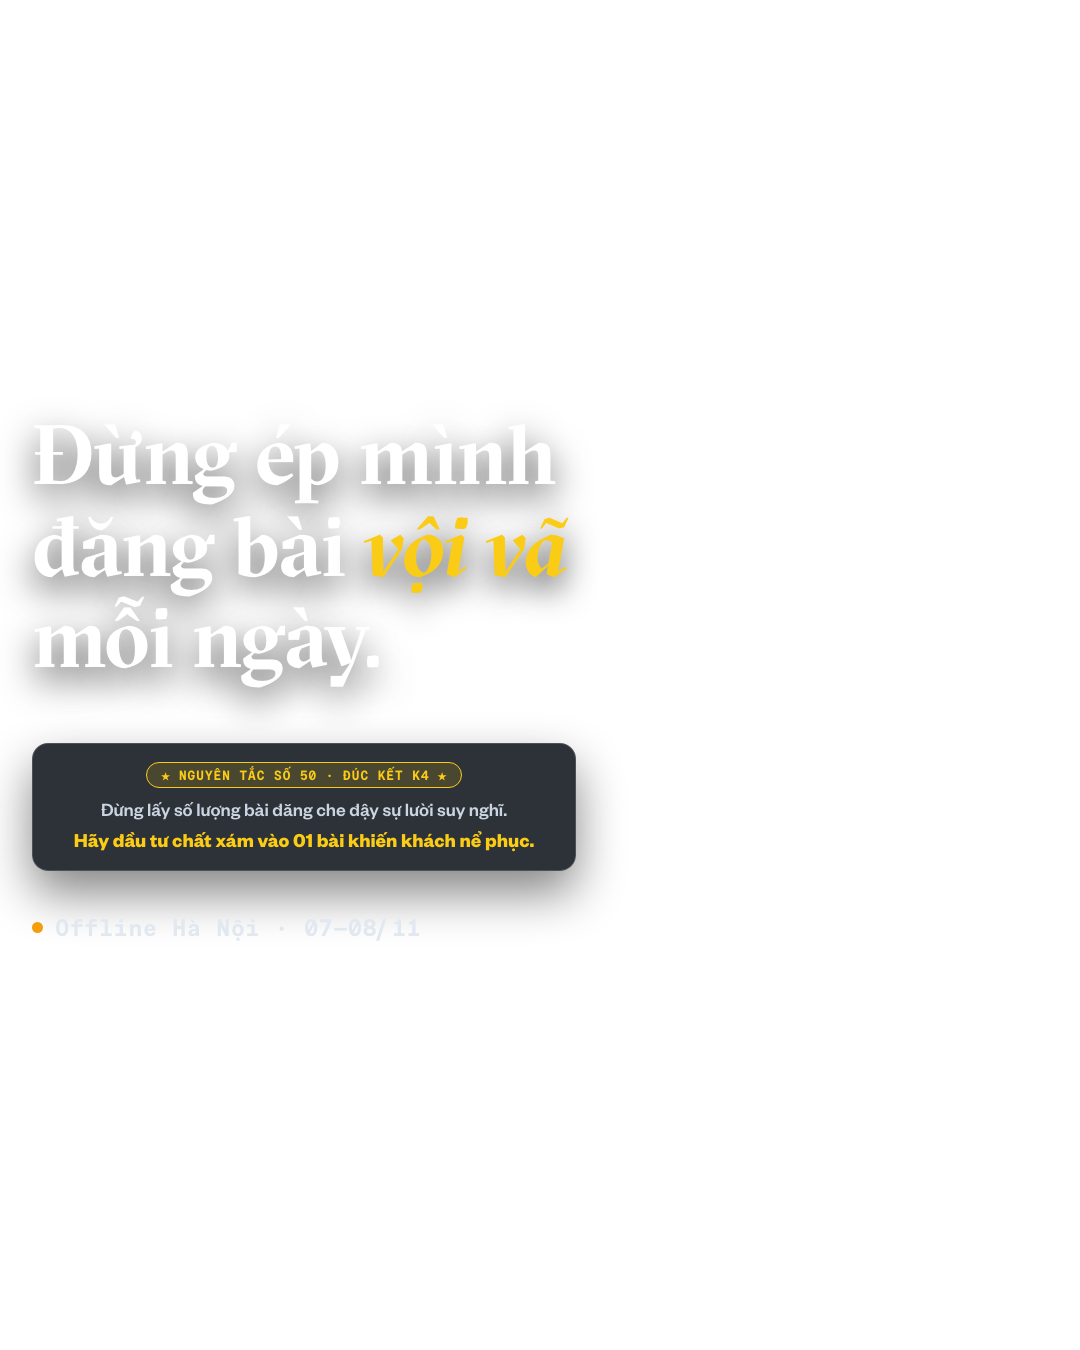 Đừng ép mình
đăng bài vội vã
mỗi ngày.
★ NGUYÊN TẮC SỐ 50 · ĐÚC KẾT K4 ★
Đừng lấy số lượng bài đăng che đậy sự lười suy nghĩ.
Hãy đầu tư chất xám vào 01 bài khiến khách nể phục.
Offline Hà Nội · 07–08/11